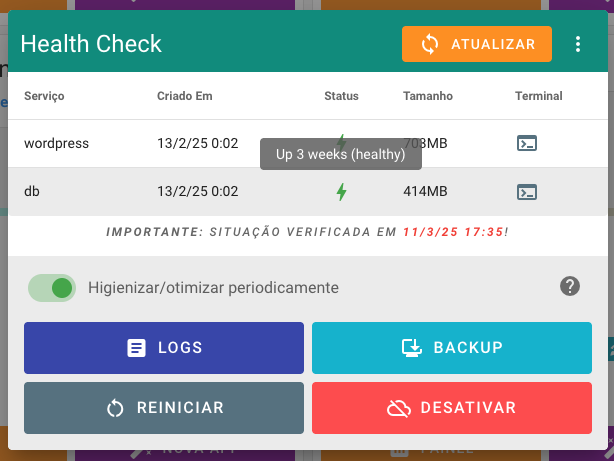 Health Check
ATUALIZAR
Serviço Criado Em Status Tamanho Terminal
wordpress 13/2/25 0:02 703MB
Up 3 weeks (healthy)
db 13/2/25 0:02 414MB
IMPORTANTE: SITUAÇÃO VERIFICADA EM 11/3/25 17:35!
Higienizar/otimizar periodicamente
LOGS
BACKUP
REINICIAR
DESATIVAR